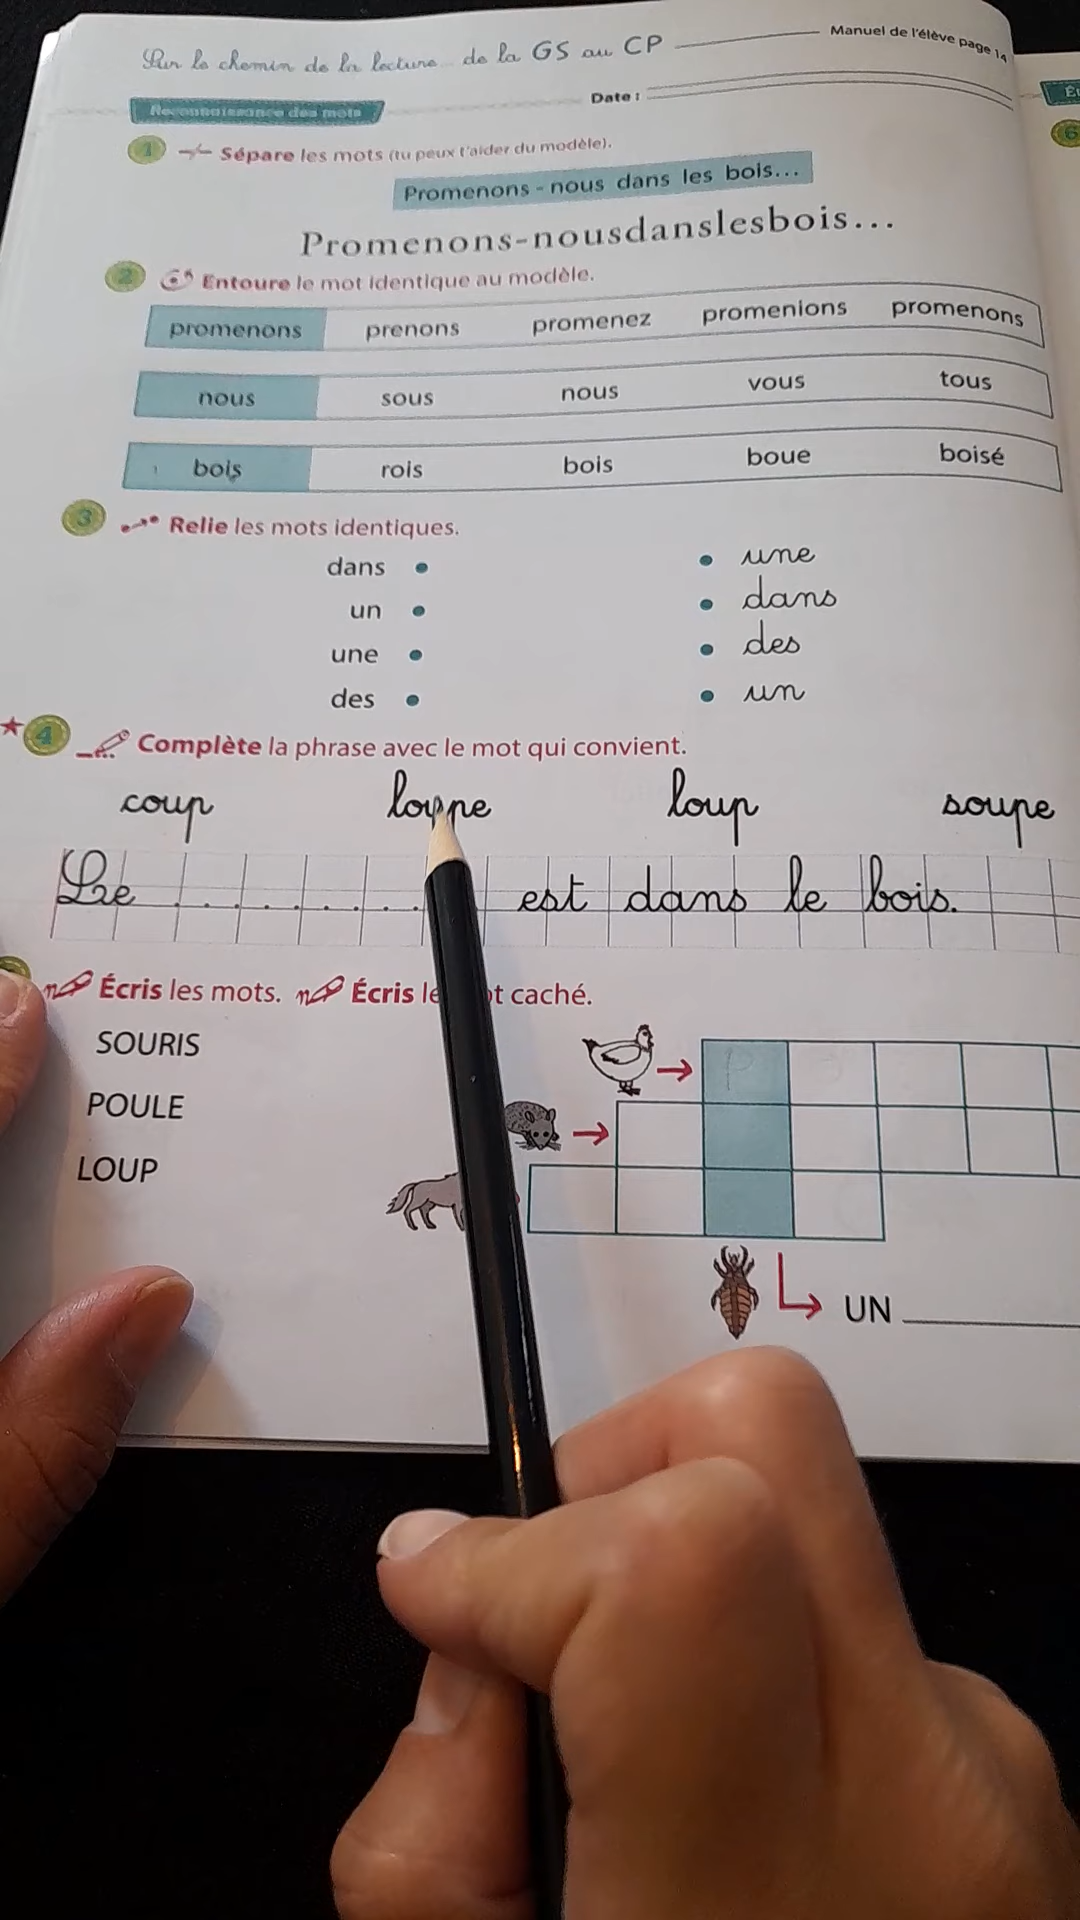 Sur le chemin de la lecture... de la GS au CP
Manuel de l'élève page 14
Date :
Reconnaissance des mots
1 Sépare les mots (tu peux t'aider du modèle).
Promenons - nous dans les bois...
Promenons-nousdanslesbois...
2 Entoure le mot identique au modèle.
promenons prenons promenez promenions promenons
nous sous nous vous tous
bois rois bois boue boisé
3 Relie les mots identiques.
dans • • une
un • • dans
une • • des
des • • un
4 Complète la phrase avec le mot qui convient.
coup loupe loup soupe
Le ......... est dans le bois.
Écris les mots. Écris le caché.
SOURIS
P
POULE
LOUP
UN
6